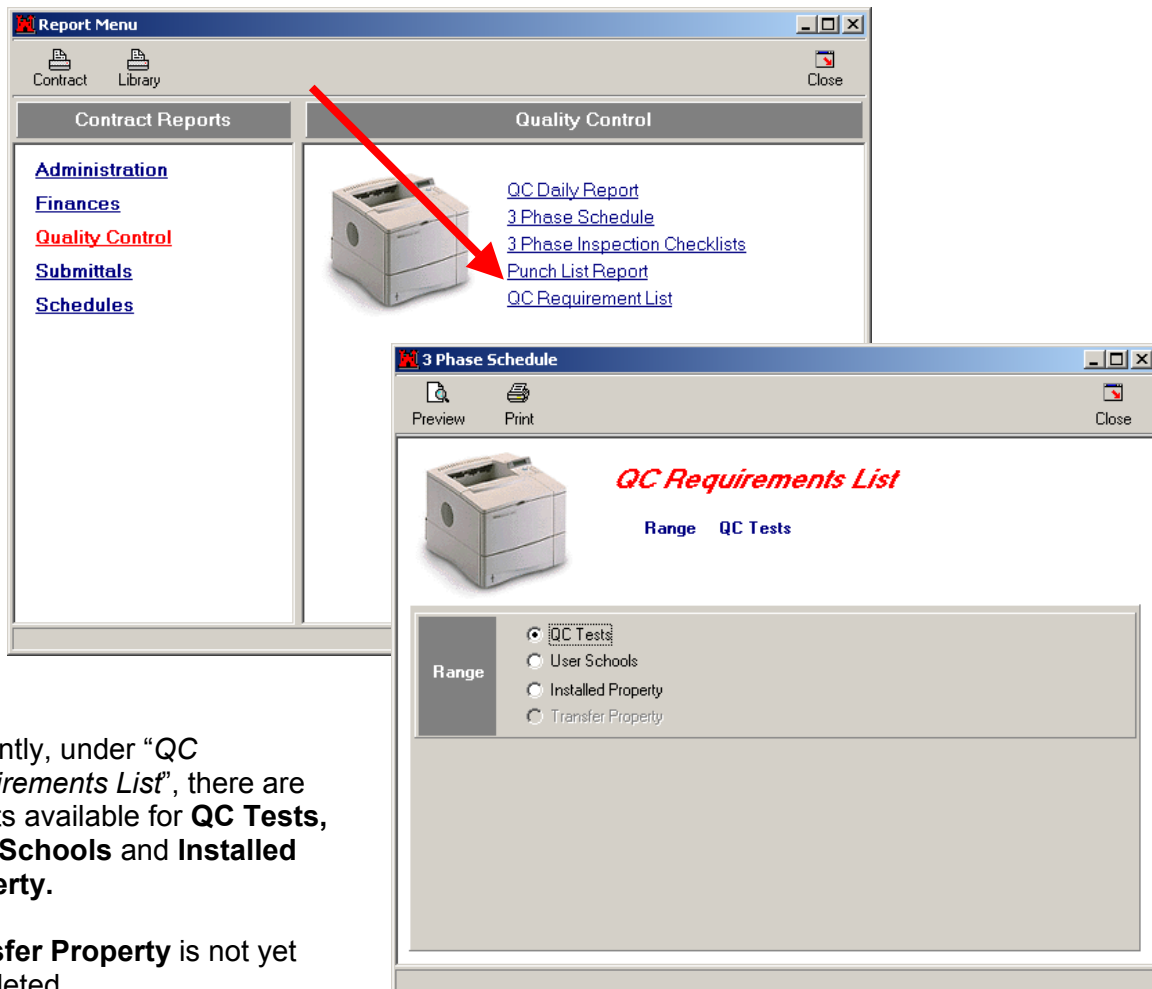 Report Menu
Contract Library Close
Contract Reports
Quality Control
Administration
Finances
Quality Control
Submittals
Schedules
QC Daily Report
3 Phase Schedule
3 Phase Inspection Checklists
Punch List Report
QC Requirement List
3 Phase Schedule
Preview Print Close
QC Requirements List
Range QC Tests
Range
QC Tests
User Schools
Installed Property
Transfer Property
ntly, under “QC
irements List”, there are
ts available for QC Tests,
Schools and Installed
erty.
sfer Property is not yet
leted